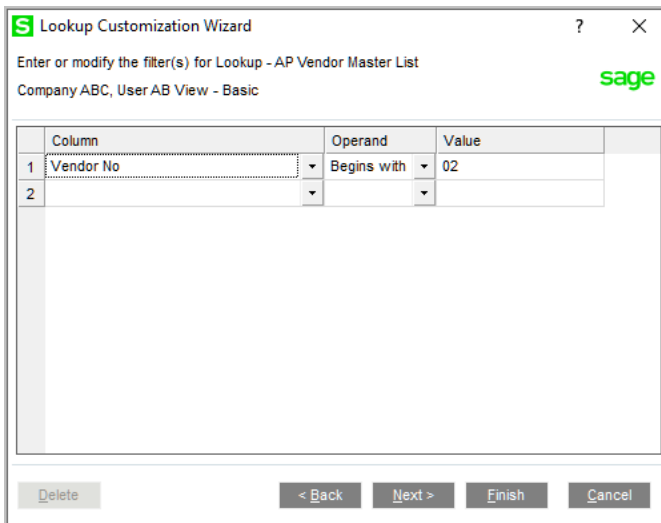 S Lookup Customization Wizard ? X
Enter or modify the filter(s) for Lookup - AP Vendor Master List
sage
Company ABC, User AB View - Basic
Column Operand Value
1 Vendor No Begins with 02
2
Delete < Back Next > Finish Cancel